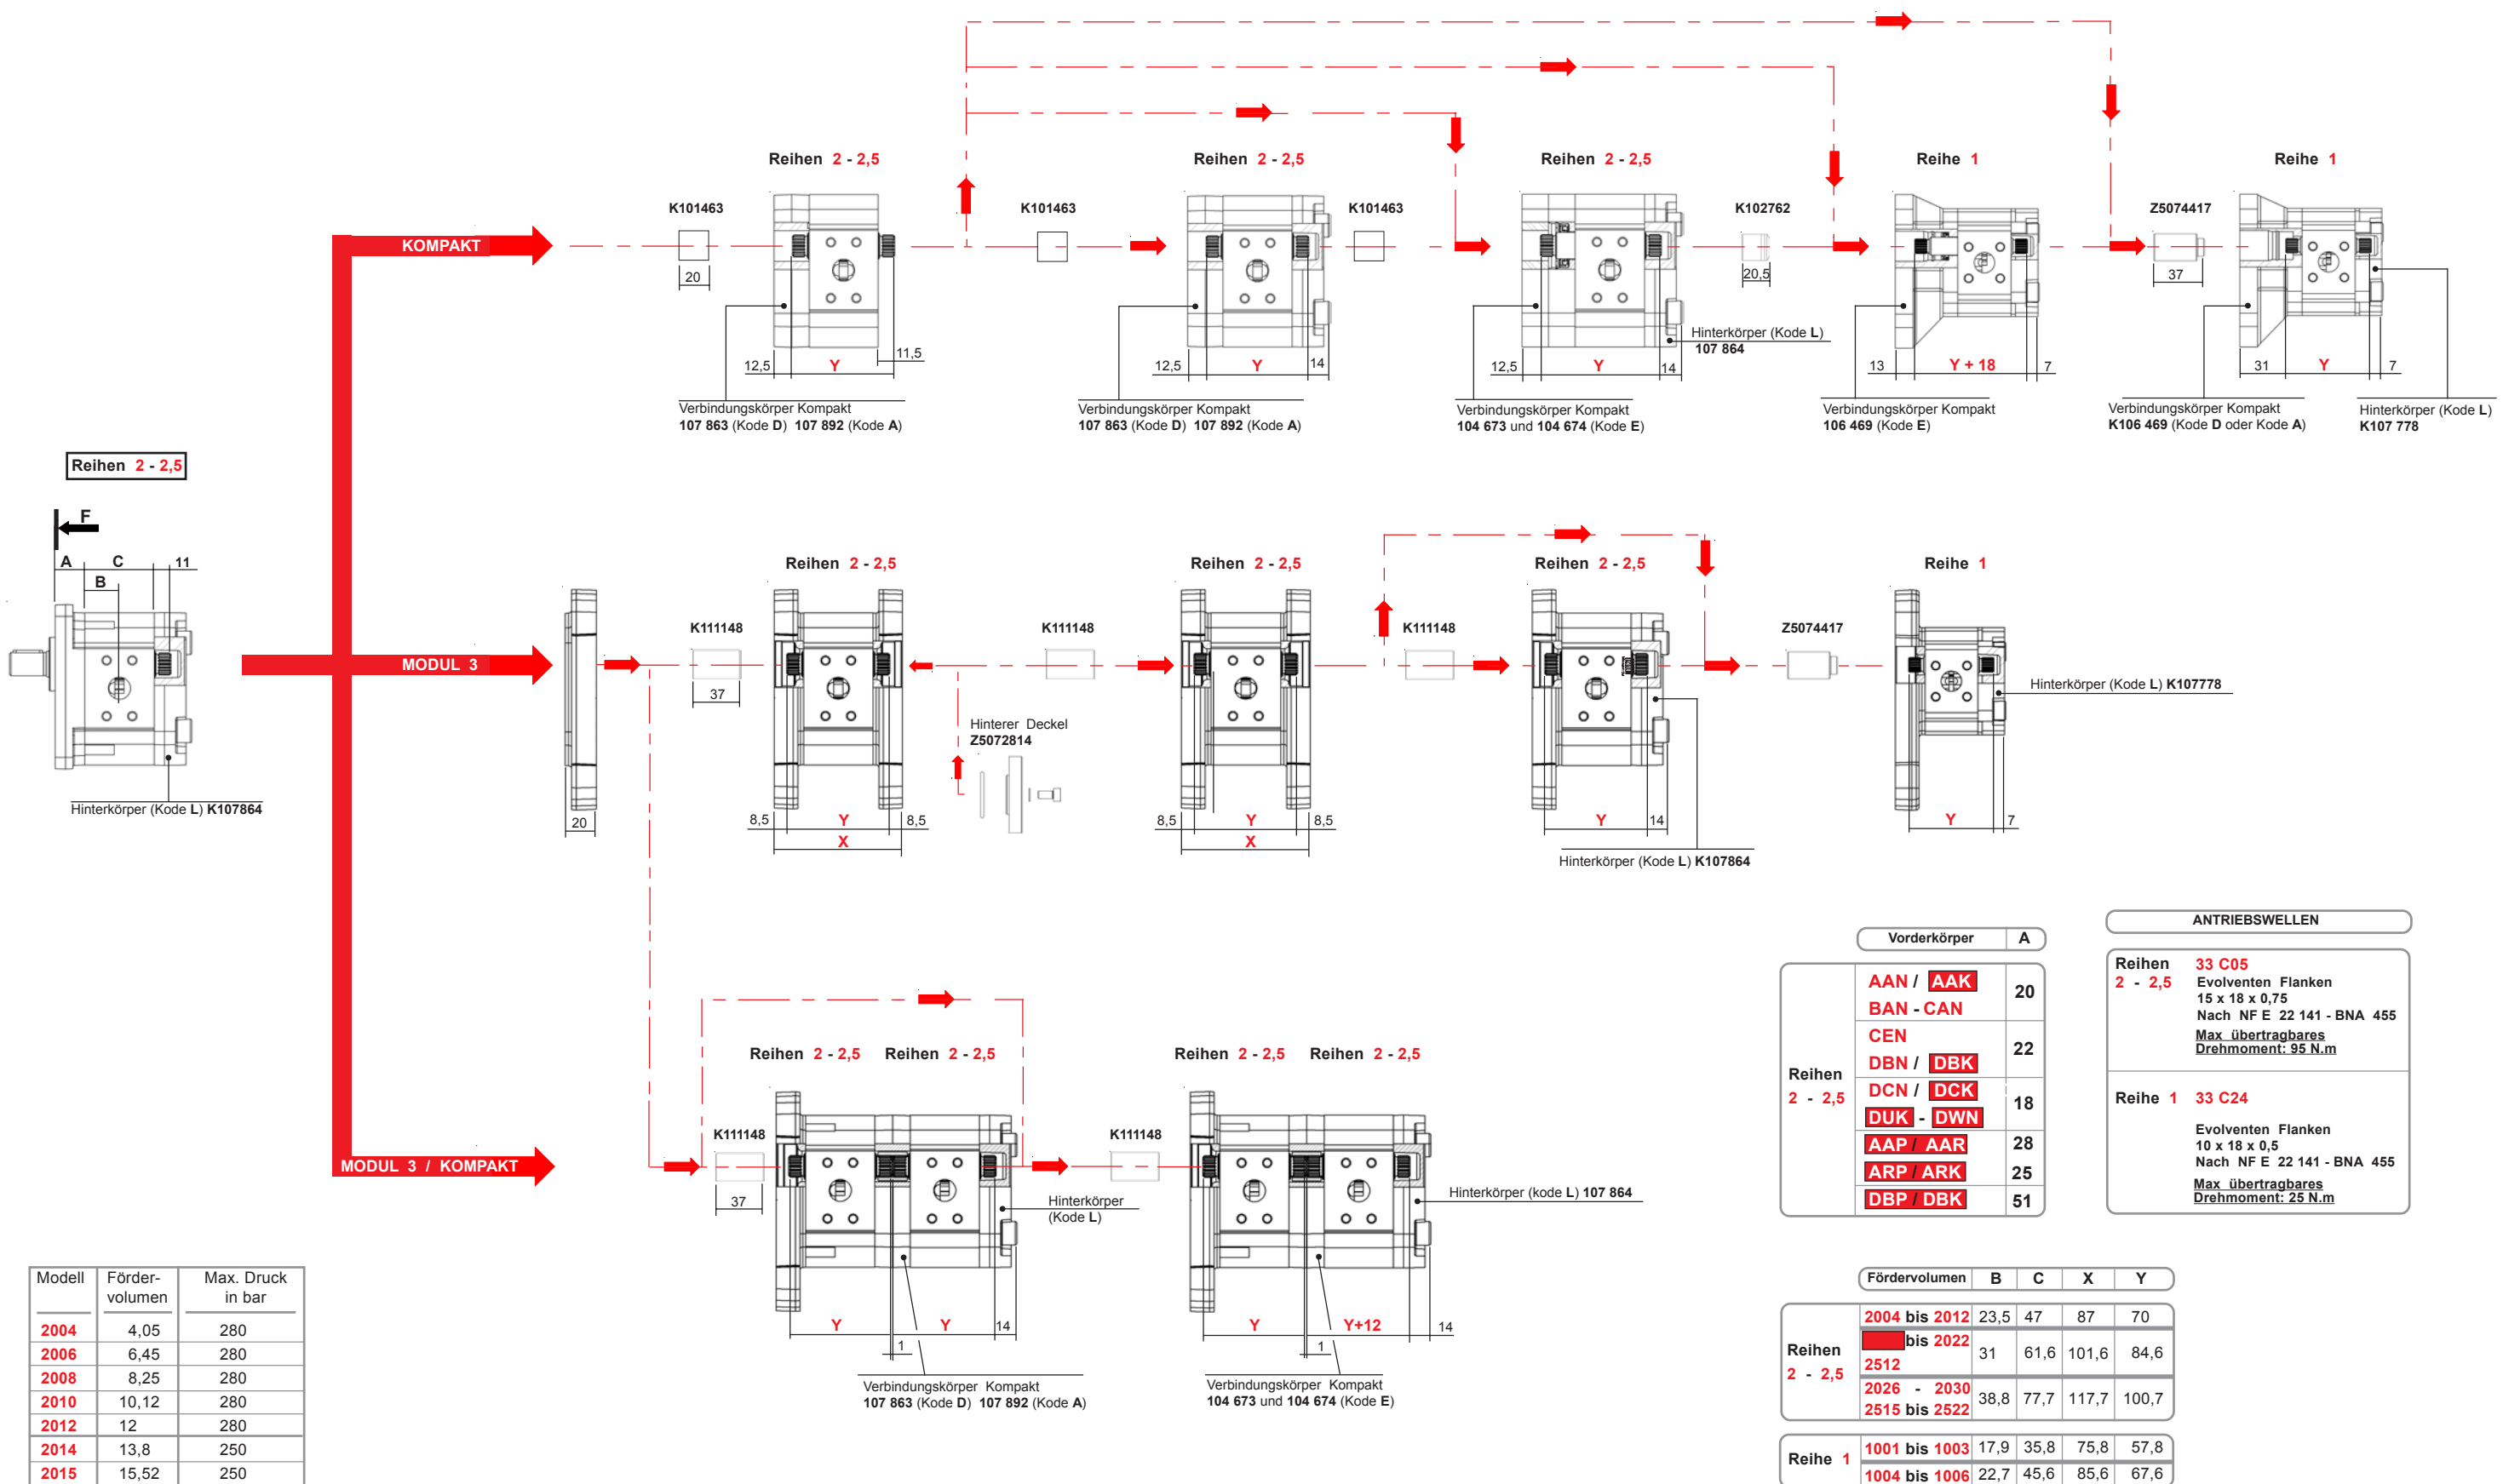 Reihen 2 - 2,5
Reihen 2 - 2,5
Reihen 2 - 2,5
Reihe 1
Reihe 1
K101463
K101463
K101463
K102762
Z5074417
KOMPAKT
20
20,5
37
Hinterkörper (Kode L)
107 864
11,5
12,5
Y
12,5
Y
14
12,5
Y
14
13
Y + 18
7
31
Y
7
Verbindungskörper Kompakt
107 863 (Kode D) 107 892 (Kode A)
Verbindungskörper Kompakt
107 863 (Kode D) 107 892 (Kode A)
Verbindungskörper Kompakt
104 673 und 104 674 (Kode E)
Verbindungskörper Kompakt
106 469 (Kode E)
Verbindungskörper Kompakt
K106 469 (Kode D oder Kode A)
Hinterkörper (Kode L)
K107 778
Reihen 2 - 2,5
F
A
C
11
B
Hinterkörper (Kode L) K107864
Reihen 2 - 2,5
Reihen 2 - 2,5
Reihen 2 - 2,5
Reihe 1
K111148
K111148
K111148
Z5074417
MODUL 3
37
Hinterer Deckel
Z5072814
Hinterkörper (Kode L) K107778
20
8,5
Y
8,5
X
8,5
Y
8,5
X
Y
14
Y
7
Hinterkörper (Kode L) K107864
Reihen 2 - 2,5
Reihen 2 - 2,5
Reihen 2 - 2,5
Reihen 2 - 2,5
K111148
K111148
MODUL 3 / KOMPAKT
37
Hinterkörper
(Kode L)
Hinterkörper (kode L) 107 864
Y
Y
14
1
Y
Y+12
14
1
Verbindungskörper Kompakt
107 863 (Kode D) 107 892 (Kode A)
Verbindungskörper Kompakt
104 673 und 104 674 (Kode E)
Vorderkörper A
Reihen
2 - 2,5
AAN / AAK
BAN - CAN
20
CEN
DBN / DBK
22
DCN / DCK
DUK - DWN
18
AAP / AAR 28
ARP / ARK 25
DBP / DBK 51
ANTRIEBSWELLEN
Reihen 33 C05
2 - 2,5 Evolventen Flanken
15 x 18 x 0,75
Nach NF E 22 141 - BNA 455
Max übertragbares
Drehmoment: 95 N.m
Reihe 1 33 C24
Evolventen Flanken
10 x 18 x 0,5
Nach NF E 22 141 - BNA 455
Max übertragbares
Drehmoment: 25 N.m
Modell Förder- Max. Druck
volumen in bar
2004 4,05 280
2006 6,45 280
2008 8,25 280
2010 10,12 280
2012 12 280
2014 13,8 250
2015 15,52 250
Fördervolumen B C X Y
Reihen
2 - 2,5
2004 bis 2012 23,5 47 87 70
bis 2022
2512
31 61,6 101,6 84,6
2026 - 2030
2515 bis 2522
38,8 77,7 117,7 100,7
Reihe 1
1001 bis 1003 17,9 35,8 75,8 57,8
1004 bis 1006 22,7 45,6 85,6 67,6